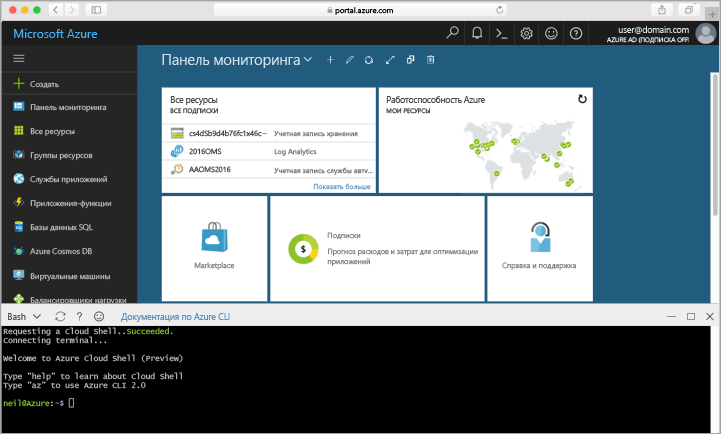 portal.azure.com
Microsoft Azure
user@domain.com
AZURE AD (ПОДПИСКА OFF
Создать
Панель мониторинга
Все ресурсы
Группы ресурсов
Службы приложений
Приложения-функции
Базы данных SQL
Azure Cosmos DB
Виртуальные машины
Балансировщики нагрузки
Панель мониторинга
Все ресурсы
ВСЕ ПОДПИСКИ
cs4d5b9d4b76fc1x46c··· Учетная запись хранения
2016OMS Log Analytics
AAOMS2016 Учетная запись службы автм...
Показать больше
Работоспособность Azure
МОИ РЕСУРСЫ
Marketplace
Подписки
Прогноз расходов и затрат для оптимизации
приложений
Справка и поддержка
Bash
Документация по Azure CLI
Requesting a Cloud Shell..Succeeded.
Connecting terminal...
Welcome to Azure Cloud Shell (Preview)
Type "help" to learn about Cloud Shell
Type "az" to use Azure CLI 2.0
neil@Azure:~$